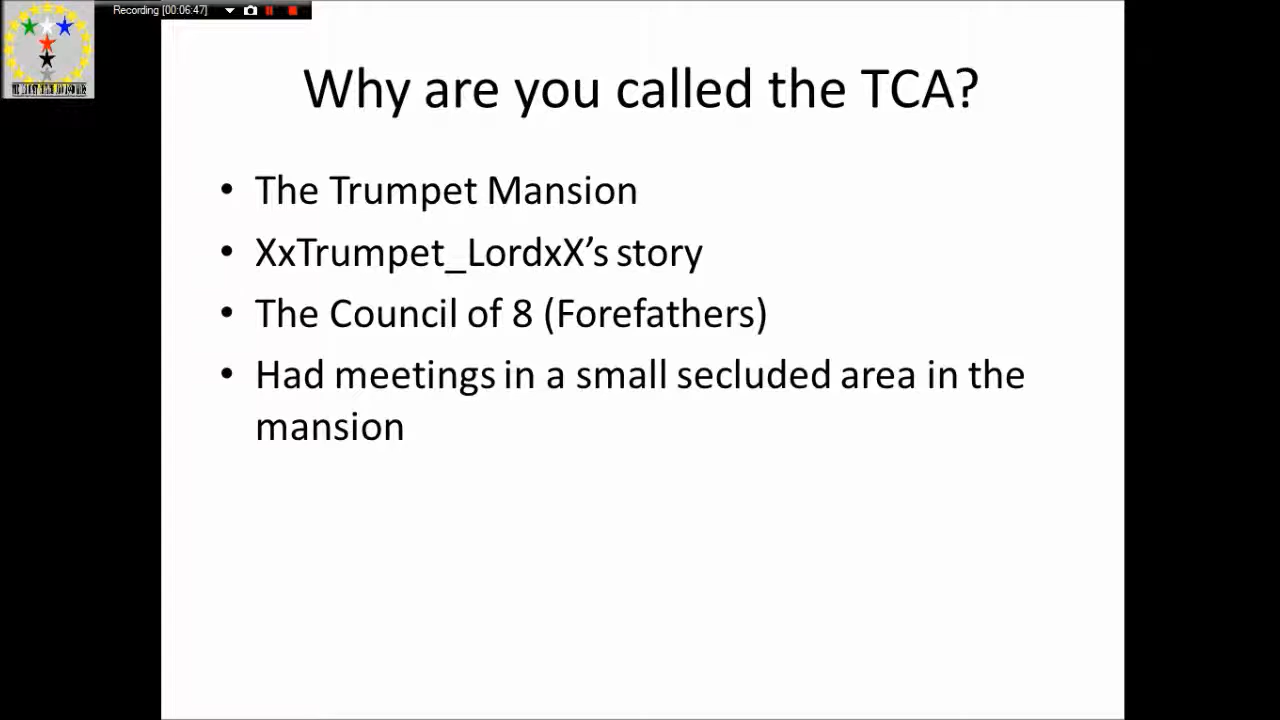 Recording [00:06:47]
Why are you called the TCA?
• The Trumpet Mansion
• XxTrumpet_LordxX’s story
• The Council of 8 (Forefathers)
• Had meetings in a small secluded area in the
mansion